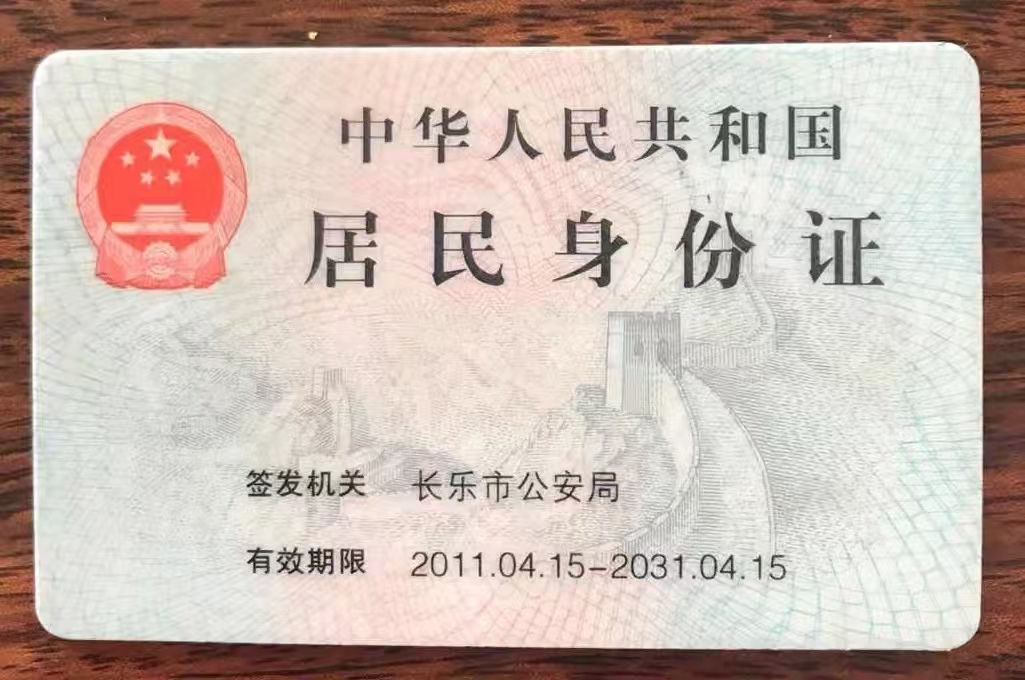 中华人民共和国
居民身份证
签发机关 长乐市公安局
有效期限 2011.04.15-2031.04.15